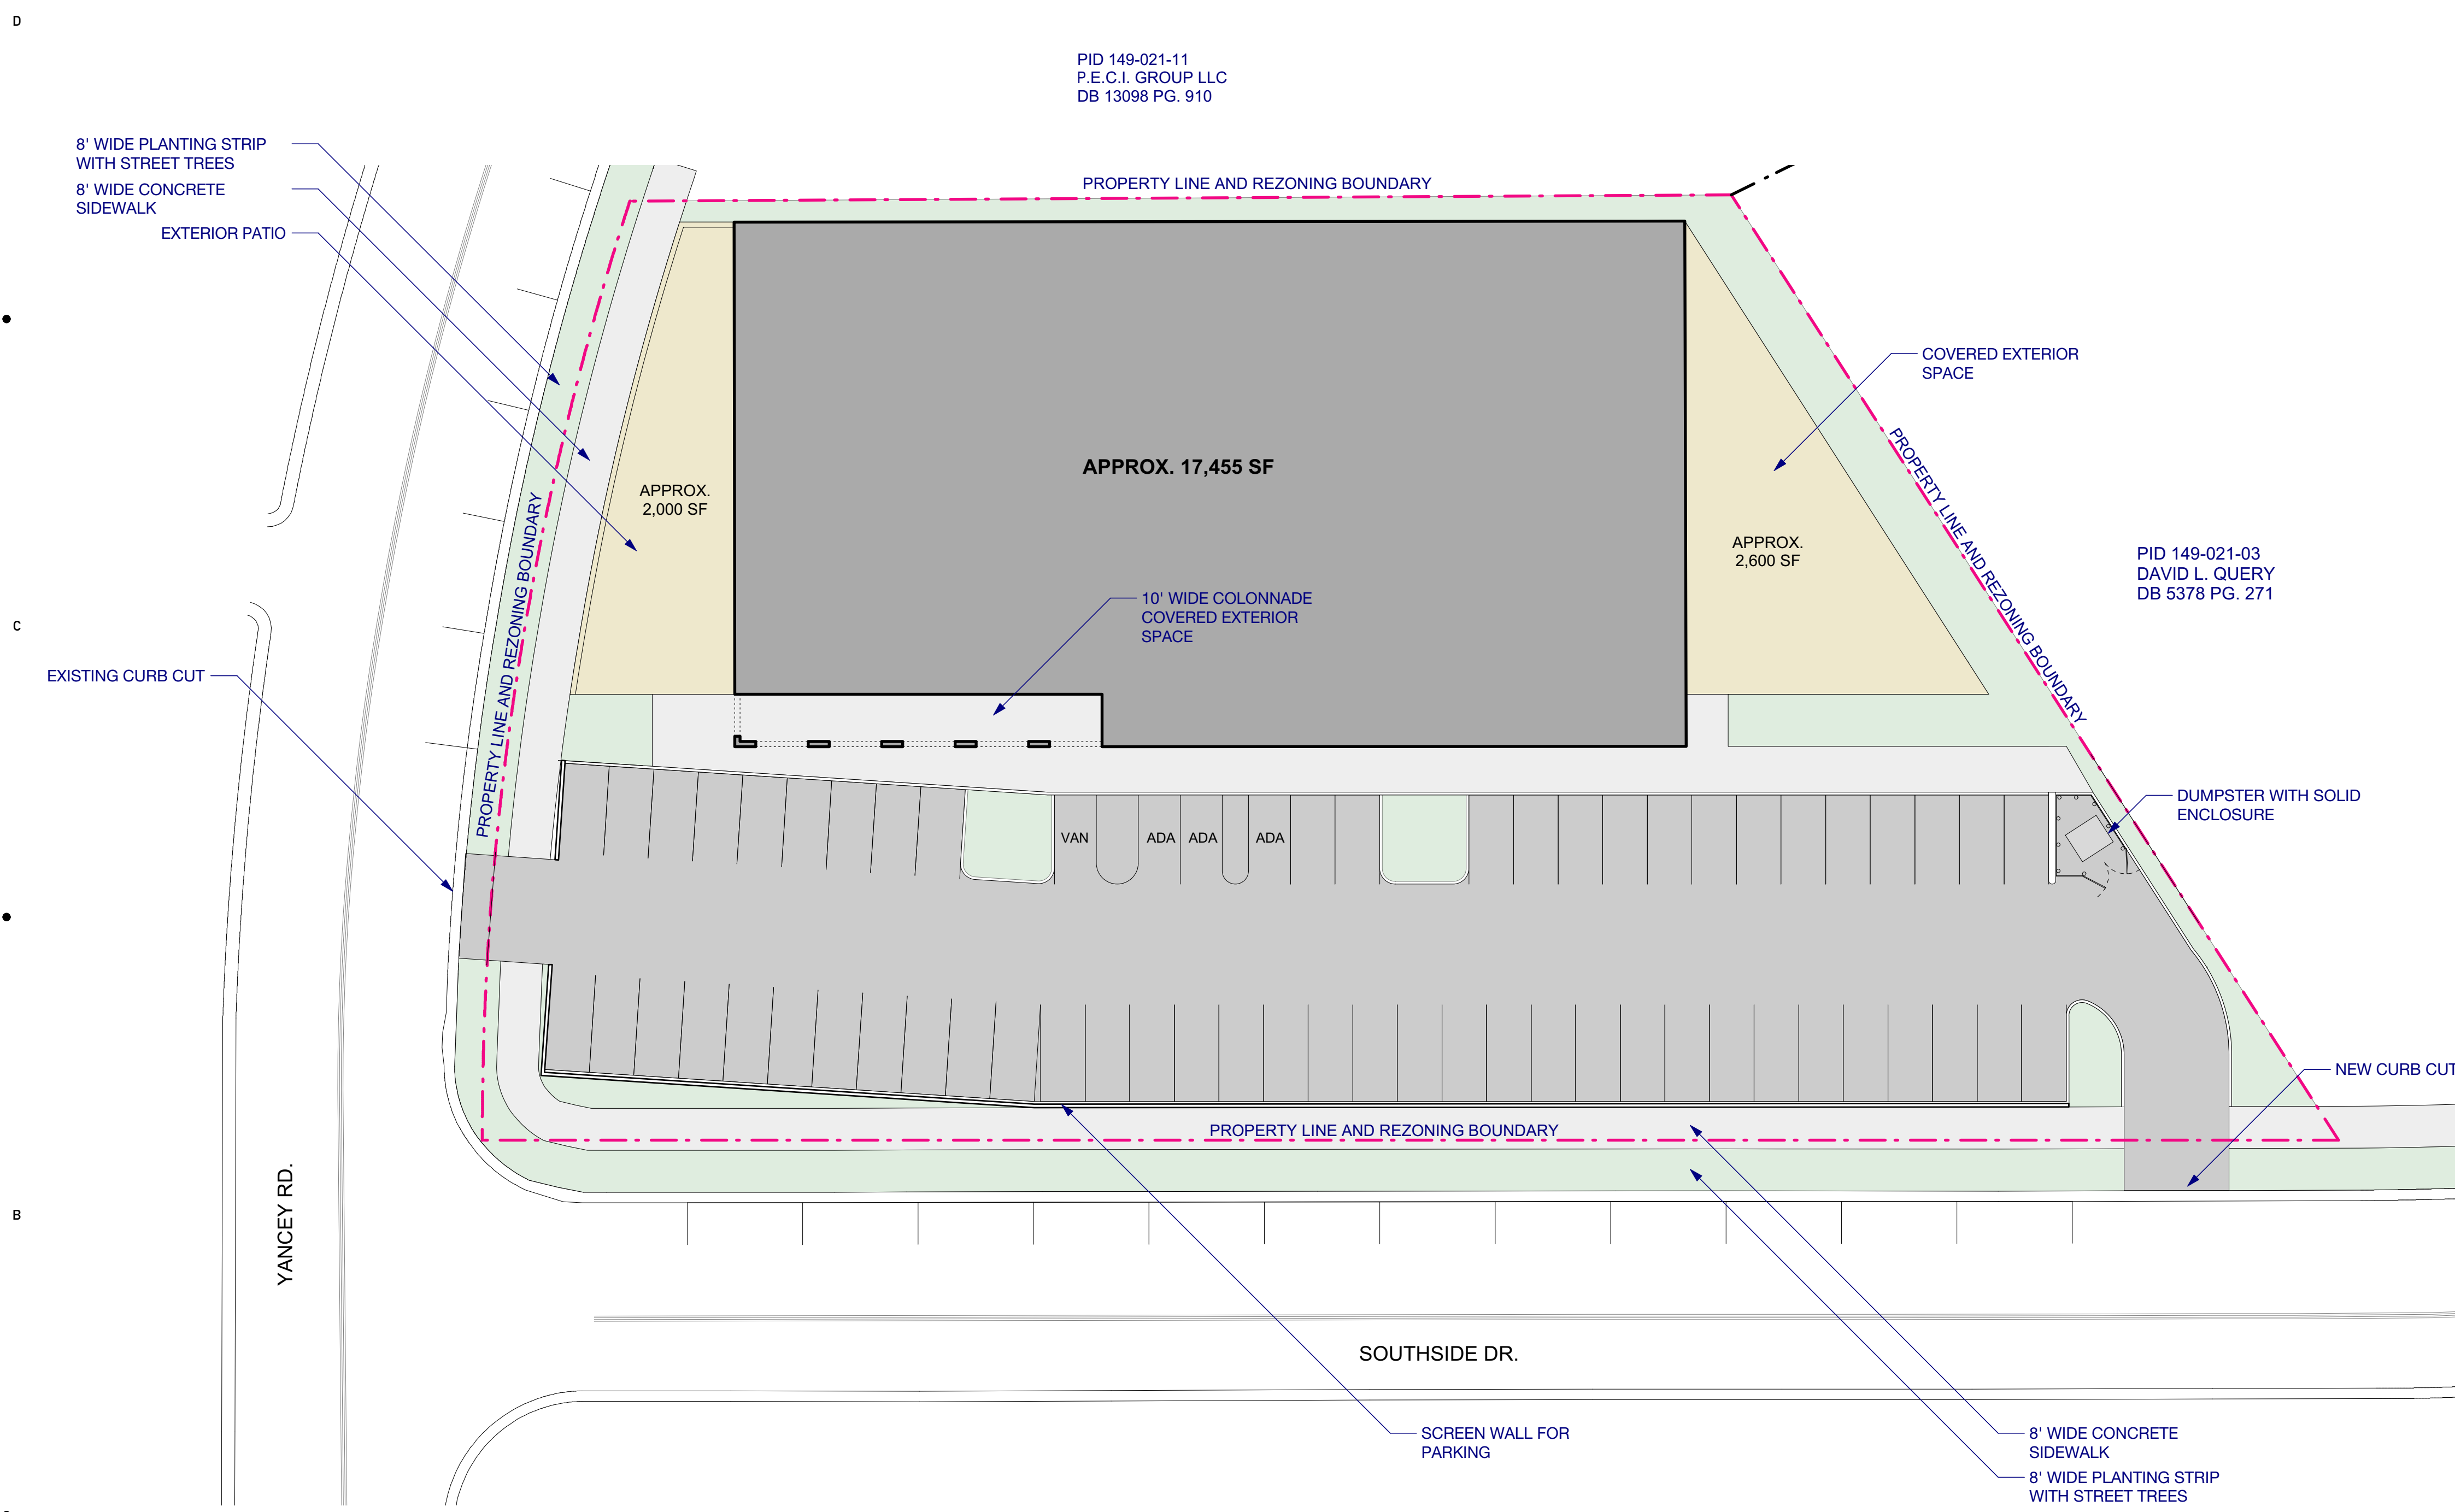 D
PID 149-021-11
P.E.C.I. GROUP LLC
DB 13098 PG. 910
8' WIDE PLANTING STRIP
WITH STREET TREES
8' WIDE CONCRETE
SIDEWALK
EXTERIOR PATIO
PROPERTY LINE AND REZONING BOUNDARY
COVERED EXTERIOR
SPACE
APPROX. 17,455 SF
APPROX.
2,000 SF
APPROX.
2,600 SF
PROPERTY LINE AND REZONING BOUNDARY
PID 149-021-03
DAVID L. QUERY
DB 5378 PG. 271
10' WIDE COLONNADE
COVERED EXTERIOR
SPACE
C
EXISTING CURB CUT
PROPERTY LINE AND REZONING BOUNDARY
DUMPSTER WITH SOLID
ENCLOSURE
VAN
ADA
ADA
ADA
NEW CURB CUT
PROPERTY LINE AND REZONING BOUNDARY
B
YANCEY RD.
SOUTHSIDE DR.
SCREEN WALL FOR
PARKING
8' WIDE CONCRETE
SIDEWALK
8' WIDE PLANTING STRIP
WITH STREET TREES